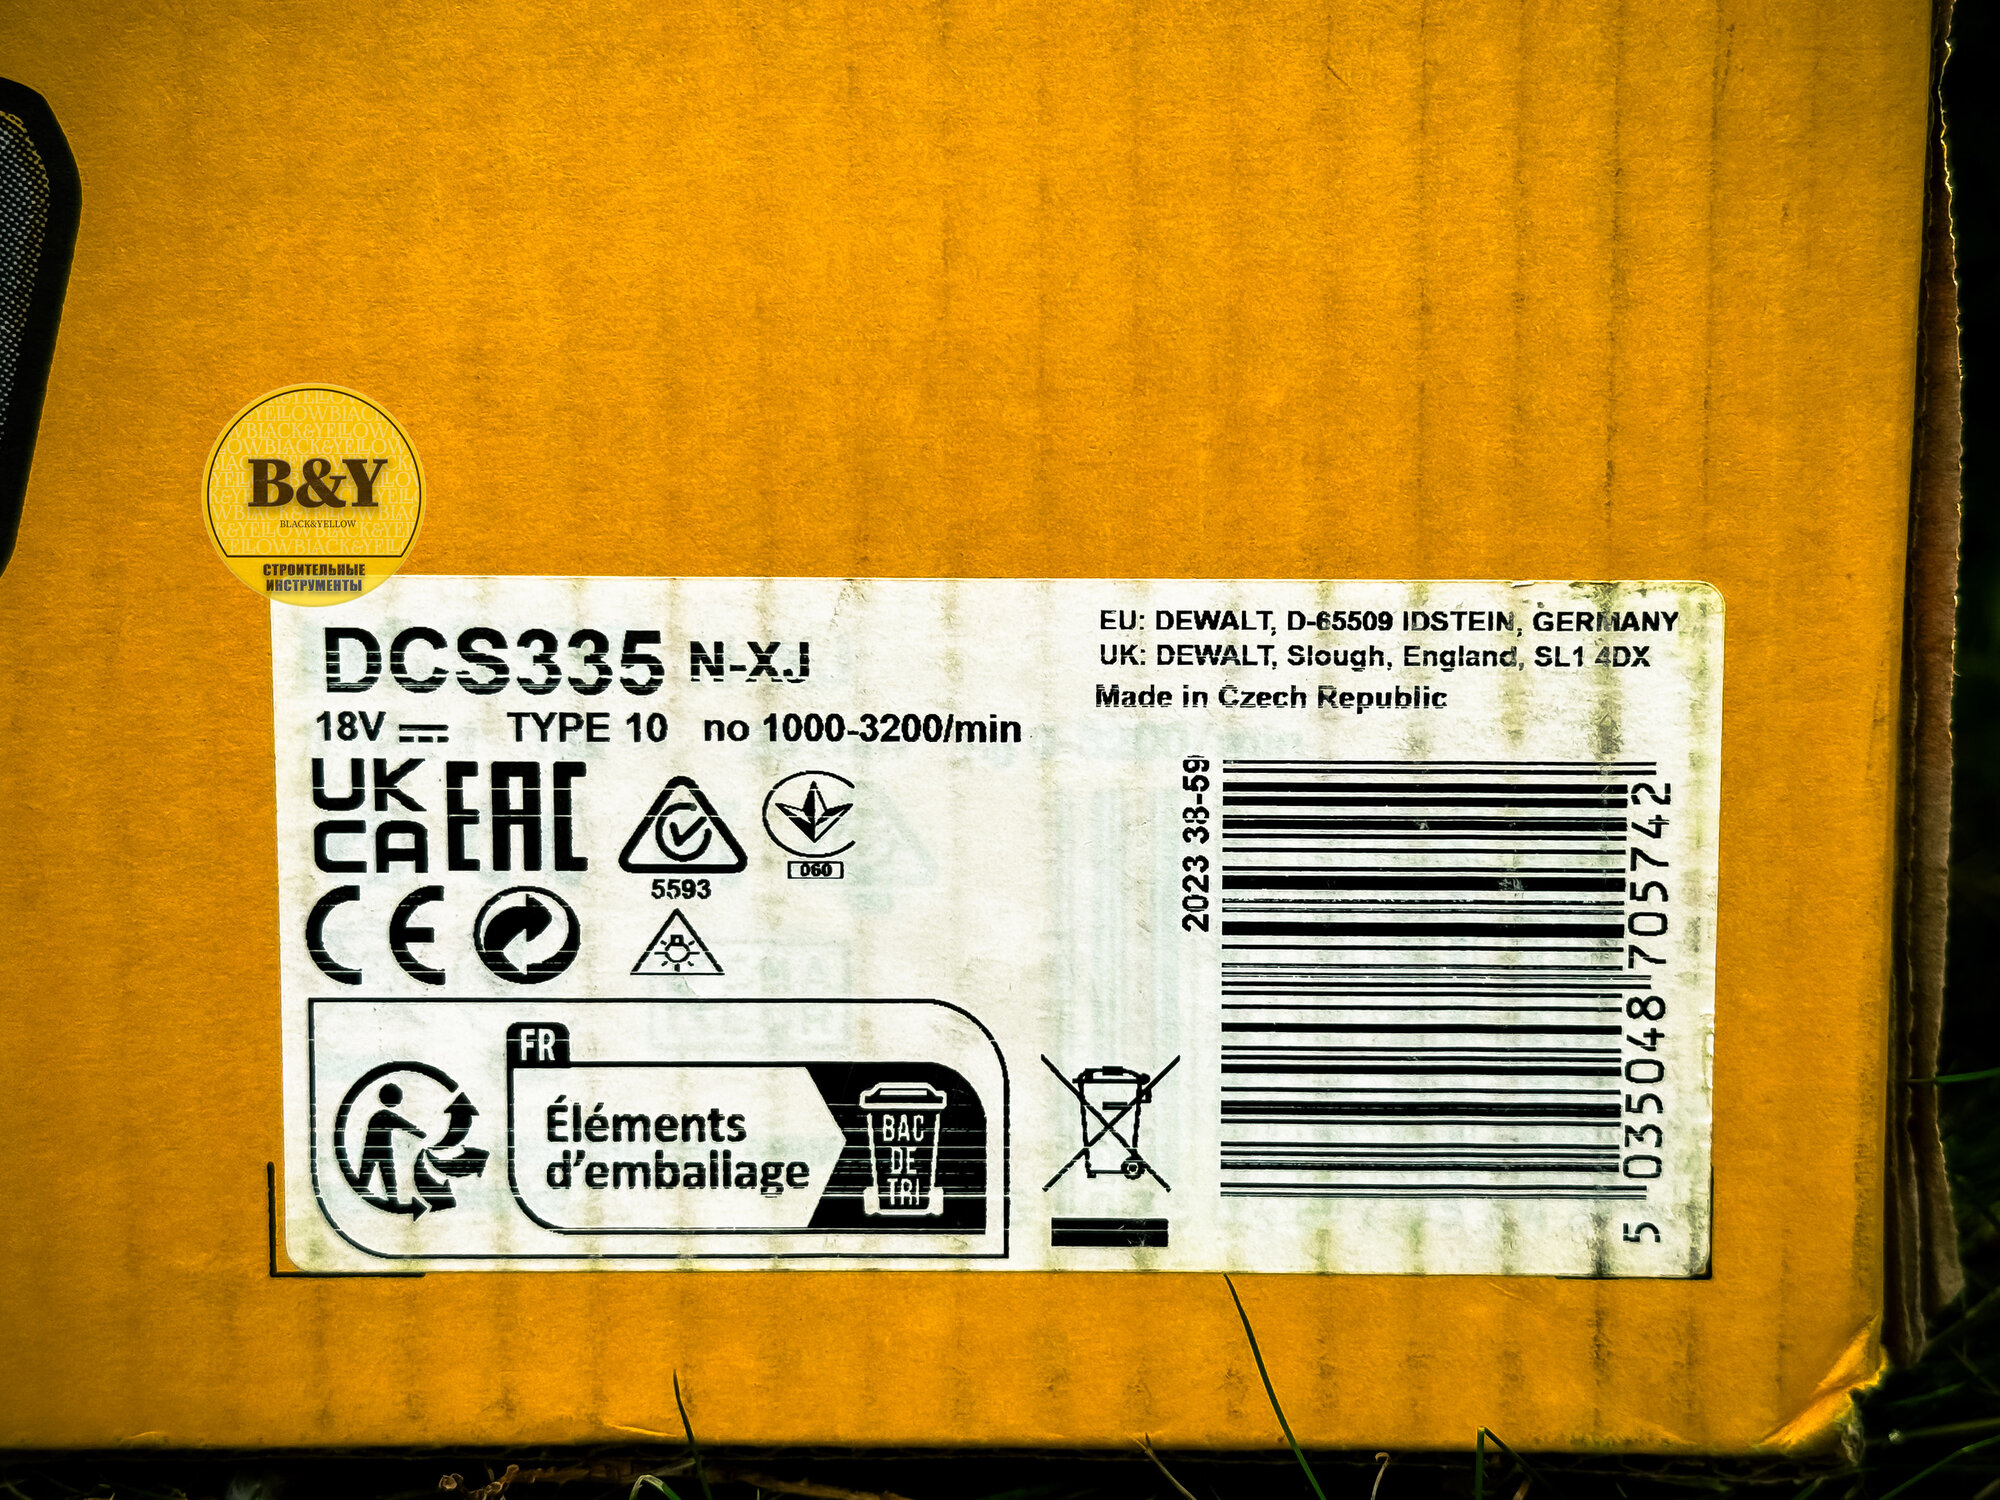 B&Y
BLACK&YELLOW
СТРОИТЕЛЬНЫЕ
ИНСТРУМЕНТЫ
DCS335 N-XJ
18V TYPE 10 no 1000-3200/min
EU: DEWALT, D-65509 IDSTEIN, GERMANY
UK: DEWALT, Slough, England, SL1 4DX
Made in Czech Republic
UK
CA
EAC
5593
060
CE
FR
Éléments
d'emballage
BAC
DE
TRI
2023 38-59
5 035048 705742